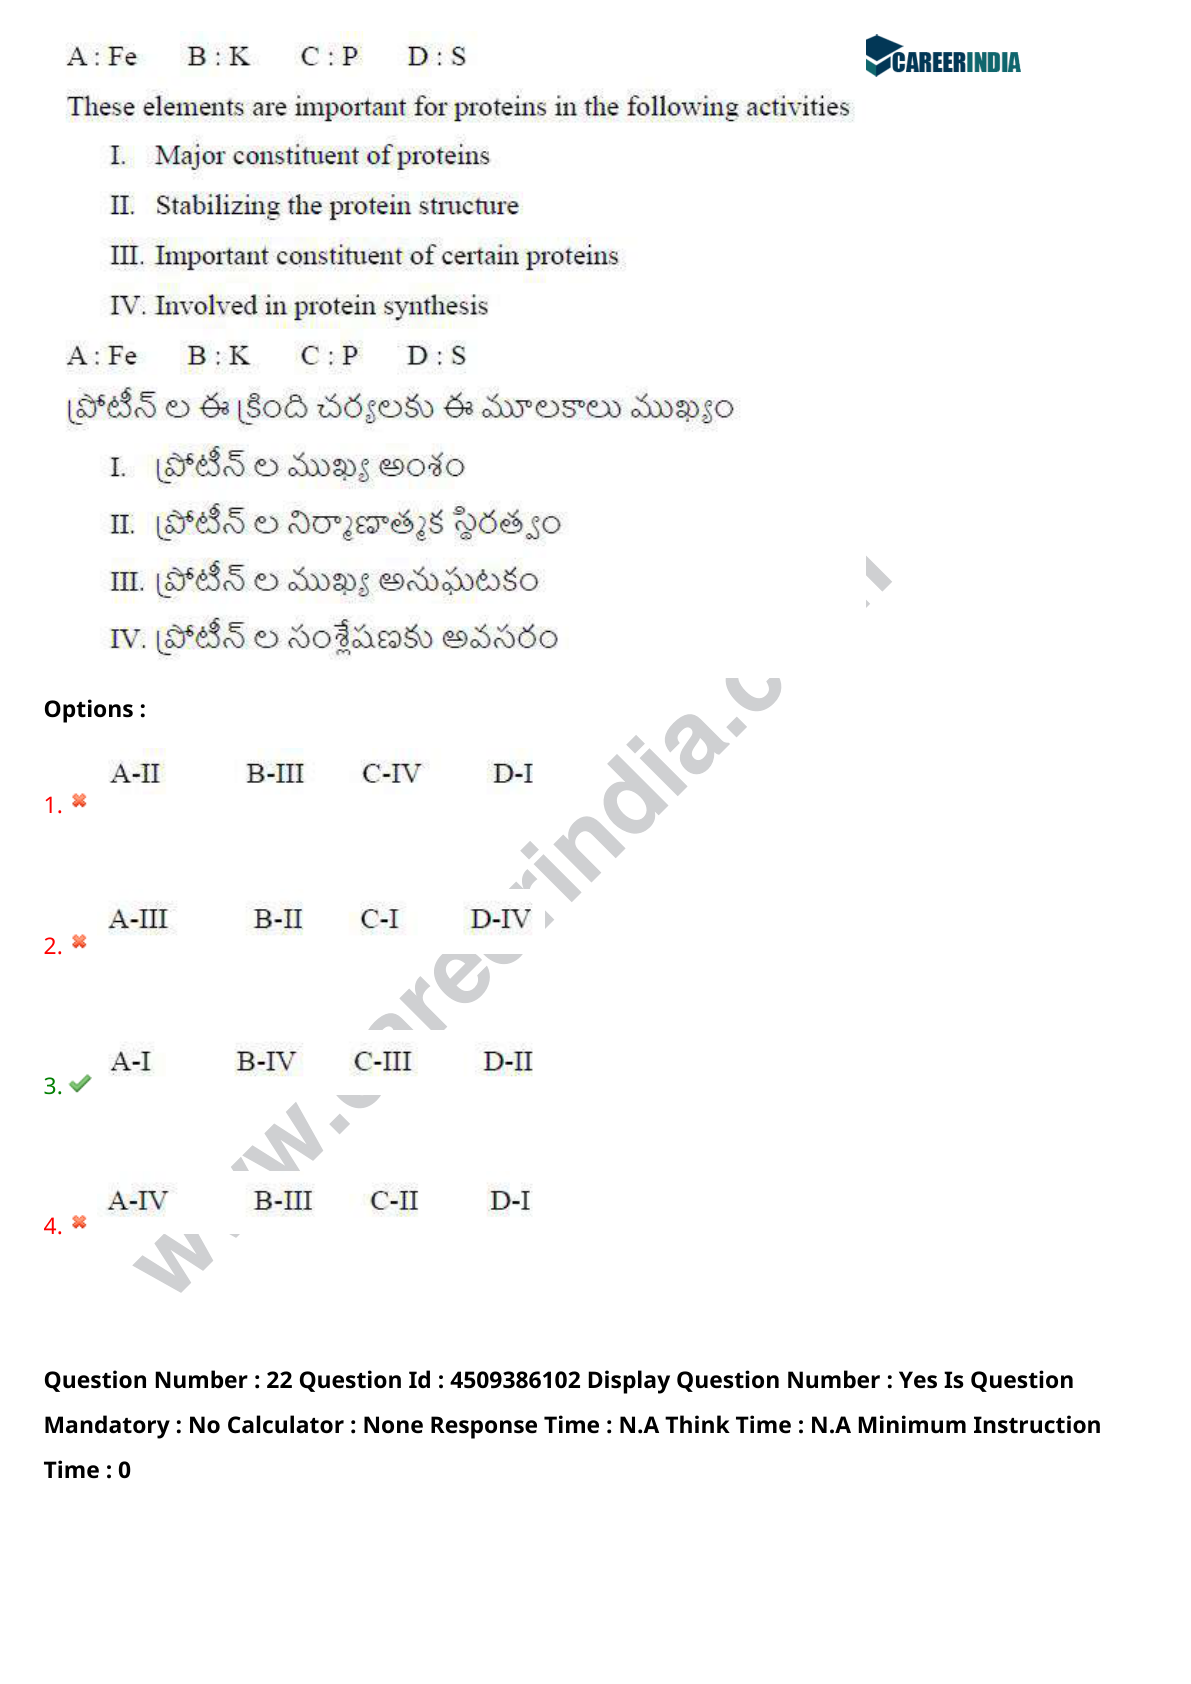 A : Fe B : K C : P D : S
CAREERINDIA
These elements are important for proteins in the following activities
I. Major constituent of proteins
II. Stabilizing the protein structure
III. Important constituent of certain proteins
IV. Involved in protein synthesis
A : Fe B : K C : P D : S
ప్రోటీన్ ల ఈ క్రింది చర్యలకు ఈ మూలకాలు ముఖ్యం
I. ప్రోటీన్ ల ముఖ్య అంశం
II. ప్రోటీన్ ల నిర్మాణాత్మక స్థిరత్వం
III. ప్రోటీన్ ల ముఖ్య అనుఘటకం
IV. ప్రోటీన్ ల సంశ్లేషణకు అవసరం
Options :
A-II B-III C-IV D-I
1.
A-III B-II C-I D-IV
2.
A-I B-IV C-III D-II
3.
A-IV B-III C-II D-I
4.
Question Number : 22 Question Id : 4509386102 Display Question Number : Yes Is Question
Mandatory : No Calculator : None Response Time : N.A Think Time : N.A Minimum Instruction
Time : 0